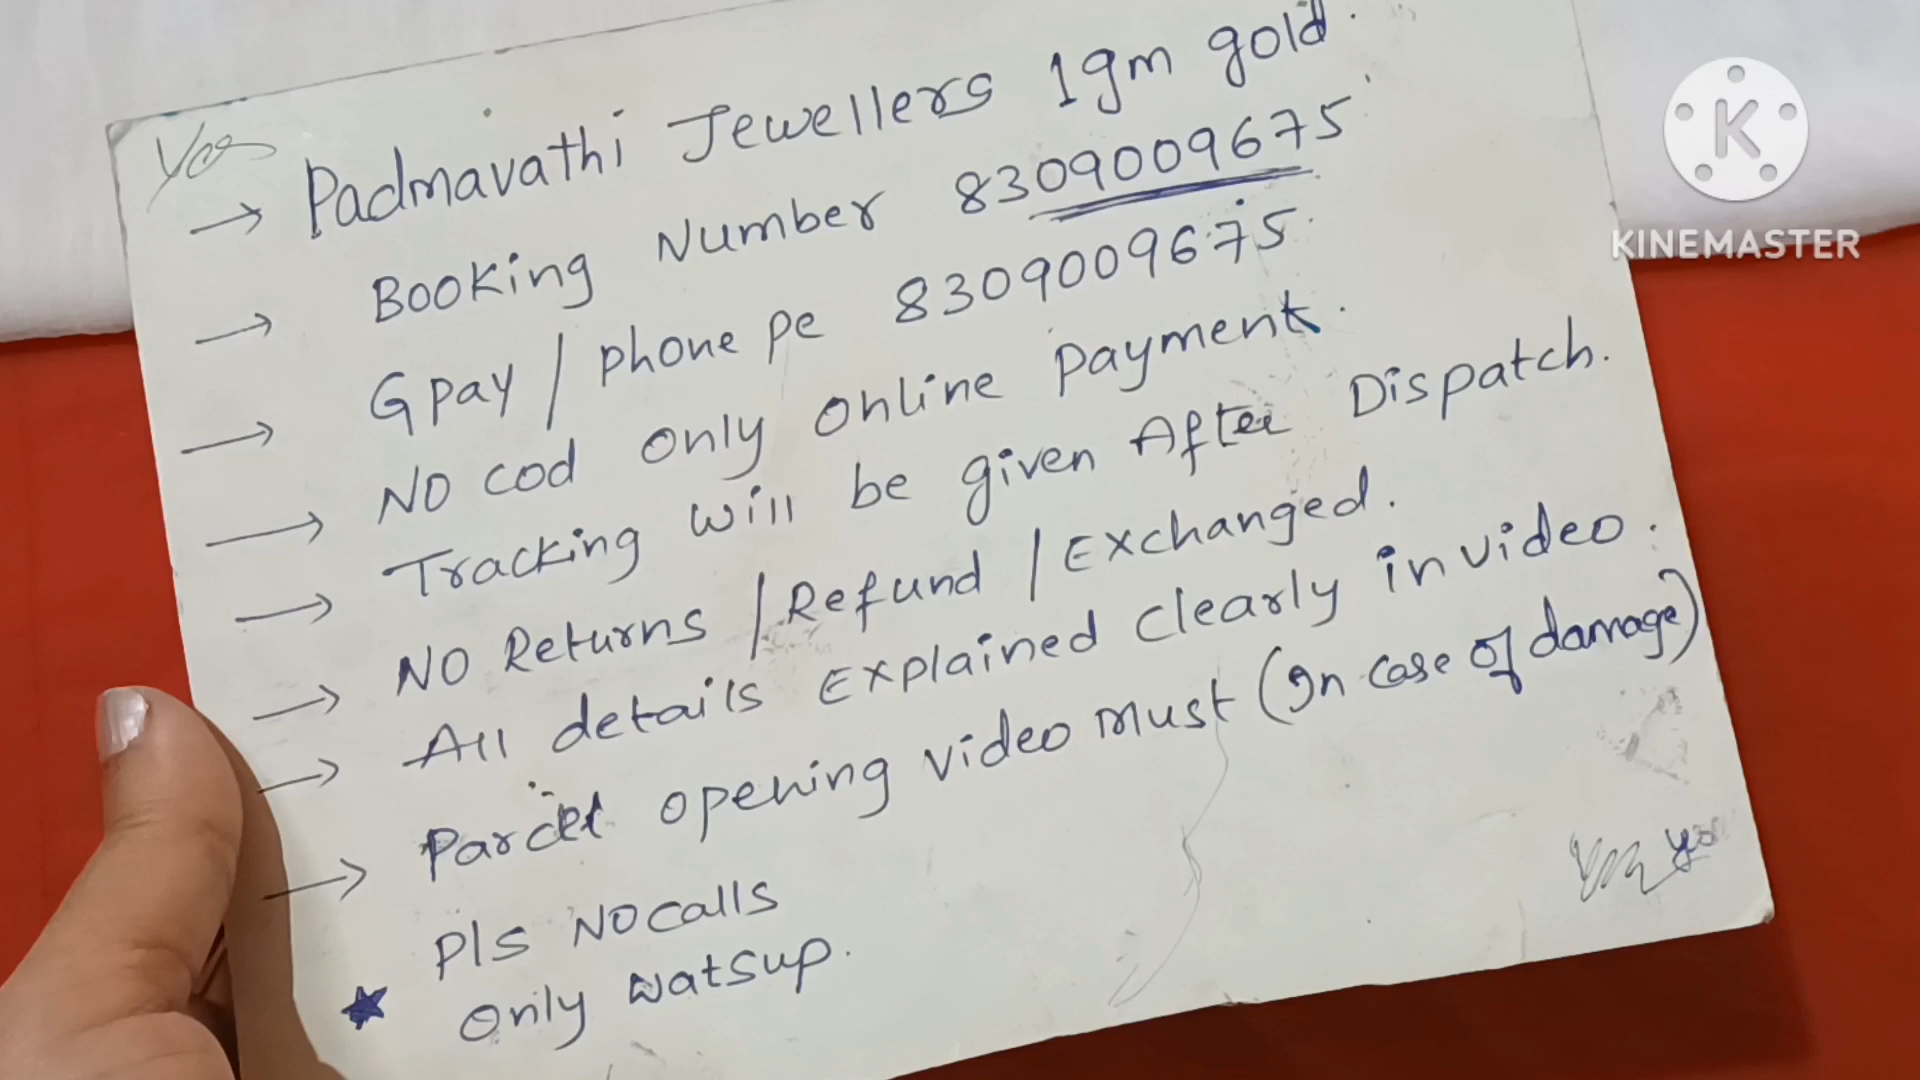 Yes
→ Padmavathi Jewellers 1gm gold.
→ Booking Number 8309009675
→ Gpay / phone pe 8309009675.
→ NO cod only online payment.
→ Tracking will be given After Dispatch.
→ NO Returns / Refund / Exchanged.
→ All details Explained clearly in video.
→ Parcel opening video must (In case of damage)
★ Pls NO calls
only watsup.
K
KINEMASTER